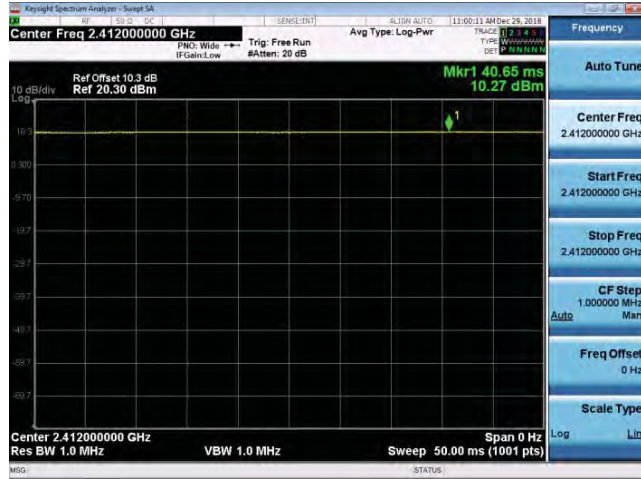 Keysight Spectrum Analyzer - Swept SA
RF 50 Ω DC SENSE:INT ALIGN AUTO 11:00:11 AM Dec 29, 2018
Center Freq 2.412000000 GHz
PNO: Wide
IFGain:Low
Trig: Free Run
#Atten: 20 dB
Avg Type: Log-Pwr
TRACE 1 2 3 4 5 6
TYPE W
DET P N N N N N
Ref Offset 10.3 dB
10 dB/div Ref 20.30 dBm
Log
Mkr1 40.65 ms
10.27 dBm
1
10.3
0.300
-9.70
-19.7
-29.7
-39.7
-49.7
-59.7
-69.7
Center 2.412000000 GHz Span 0 Hz
Res BW 1.0 MHz VBW 1.0 MHz Sweep 50.00 ms (1001 pts)
MSG STATUS
Frequency
Auto Tune
Center Freq
2.412000000 GHz
Start Freq
2.412000000 GHz
Stop Freq
2.412000000 GHz
CF Step
1.000000 MHz
Auto Man
Freq Offset
0 Hz
Scale Type
Log Lin